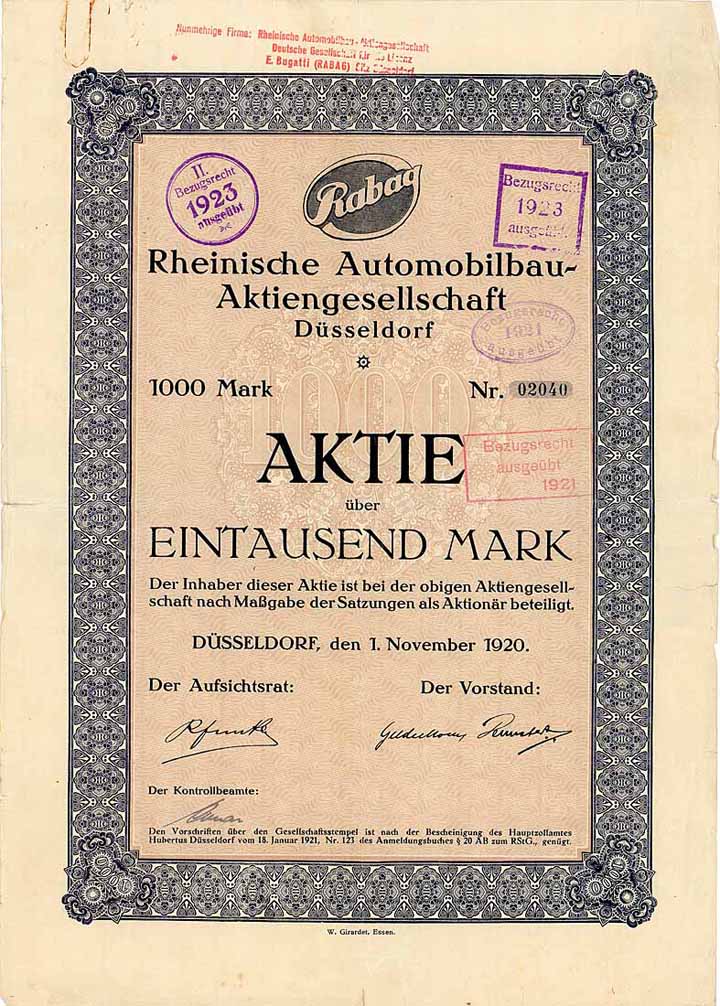 Nunmehrige Firma: Rheinische Automobilbau-Aktiengesellschaft
Deutsche Gesellschaft für Lizenz
E. Bugatti (RABAG) Düsseldorf
II.
Bezugsrecht
1923
ausgeübt
Rabag
Bezugsrecht
1923
ausgeübt
Rheinische Automobilbau-
Aktiengesellschaft
Düsseldorf
Bezugsrecht
1921
ausgeübt
1000 Mark
Nr. 02040
1000
AKTIE
Bezugsrecht
ausgeübt
1921
über
EINTAUSEND MARK
Der Inhaber dieser Aktie ist bei der obigen Aktiengesell-
schaft nach Maßgabe der Satzungen als Aktionär beteiligt.
DÜSSELDORF, den 1. November 1920.
Der Aufsichtsrat:
Der Vorstand:
Der Kontrollbeamte:
Den Vorschriften über den Gesellschaftsstempel ist nach der Bescheinigung des Hauptzollamtes
Hubertus Düsseldorf vom 18. Januar 1921, Nr. 123 des Anmeldungsbuches § 20 AB zum RStG., genügt.
W. Girardet, Essen.